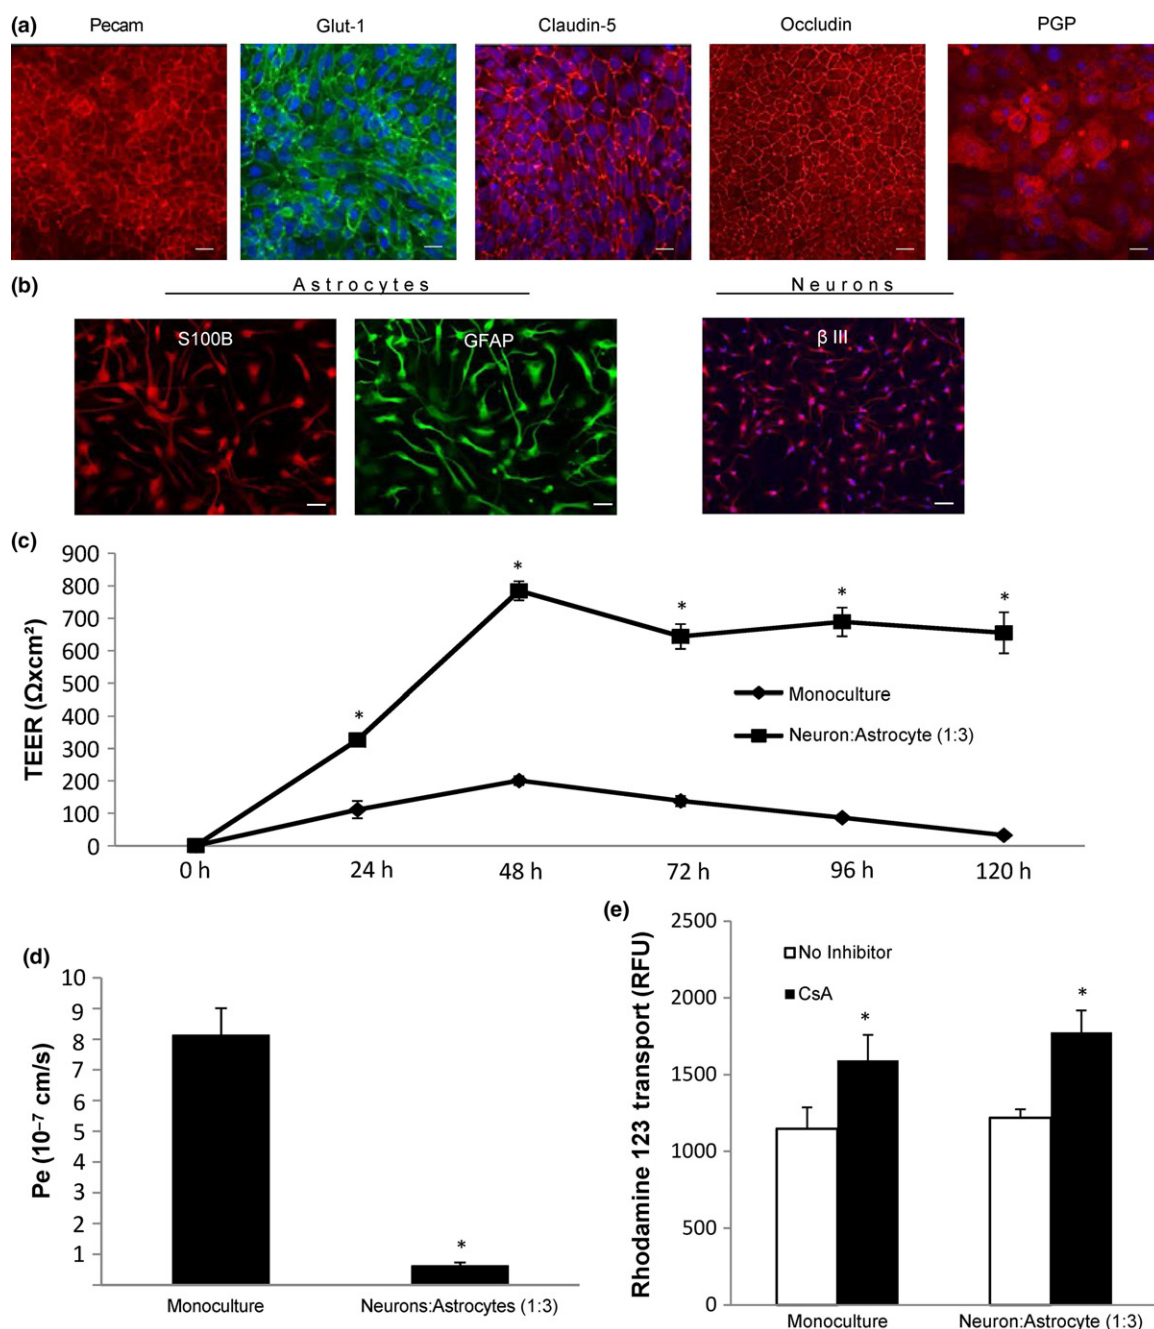 (a)
Pecam
Glut-1
Claudin-5
Occludin
PGP
(b)
Astrocytes
Neurons
S100B
GFAP
β III
(c)
TEER (Ωxcm²)
900
800
700
600
500
400
300
200
100
0
*
*
*
*
*
Monoculture
Neuron:Astrocyte (1:3)
0 h
24 h
48 h
72 h
96 h
120 h
(d)
Pe (10⁻⁷ cm/s)
10
9
8
7
6
5
4
3
2
1
*
Monoculture
Neurons:Astrocytes (1:3)
(e)
Rhodamine 123 transport (RFU)
2500
2000
1500
1000
500
0
No Inhibitor
CsA
*
*
Monoculture
Neuron:Astrocyte (1:3)